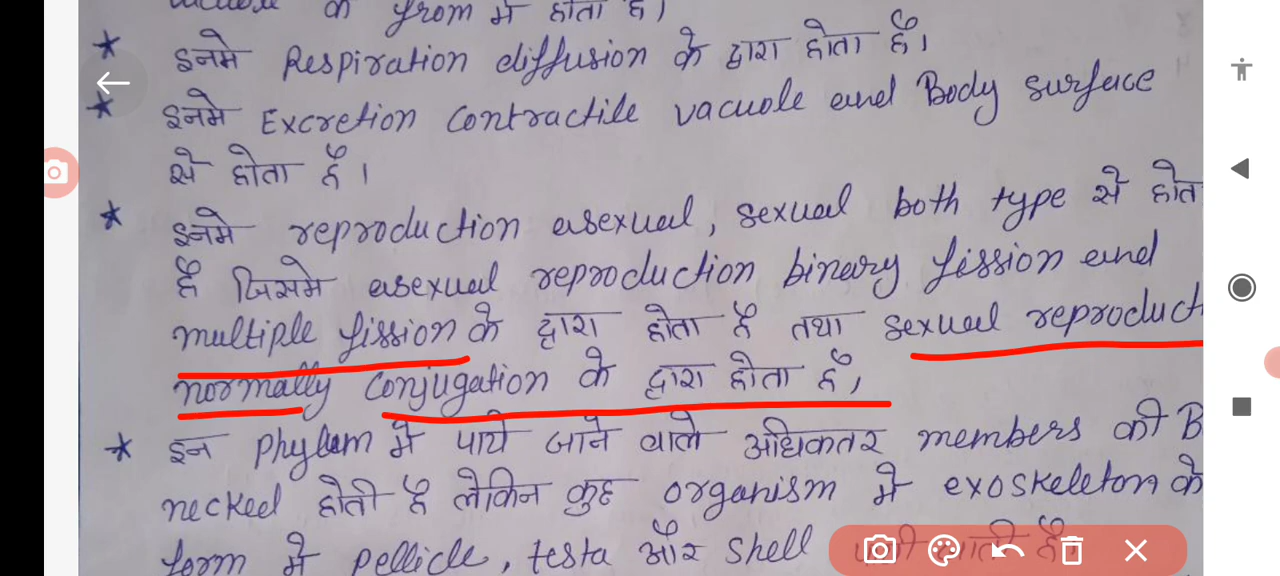 के from में होता है।
★ इनमे Respiration diffusion के द्वारा होता है।
★ इनमे Excretion Contractile vacuole and Body surface
से होता है।
★ इनमे reproduction asexual, sexual both type से होत
है जिसमे asexual reproduction binary fission and
multiple fission के द्वारा होता है तथा sexual reproduct
normally Conjugation के द्वारा होता है,
★ इन phylum में पाये जाने वाले अधिकतर members की B
neckeel होती है लेकिन कुछ organism में exoskeleton के
form में pellicle, testa और shell